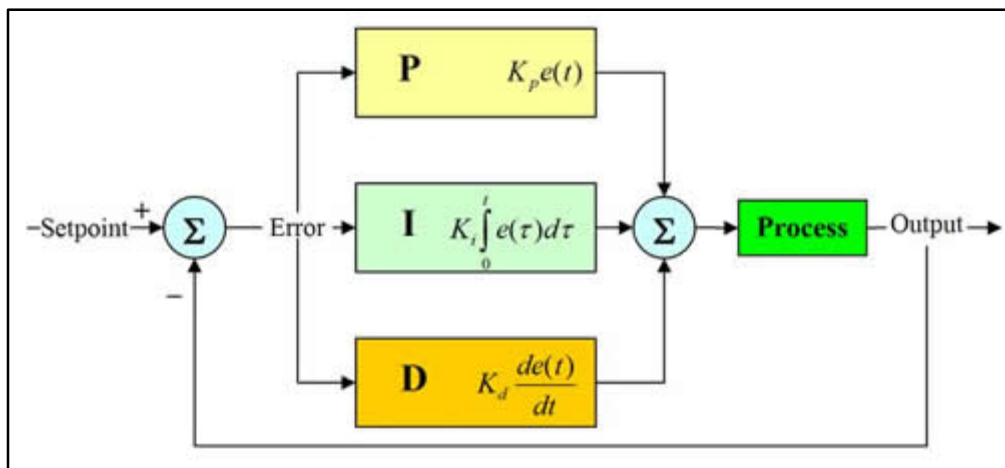 P K_p e(t)
–Setpoint + Σ Error I K_i ∫_0^t e(τ)dτ Σ Process Output
–
D K_d de(t)/dt